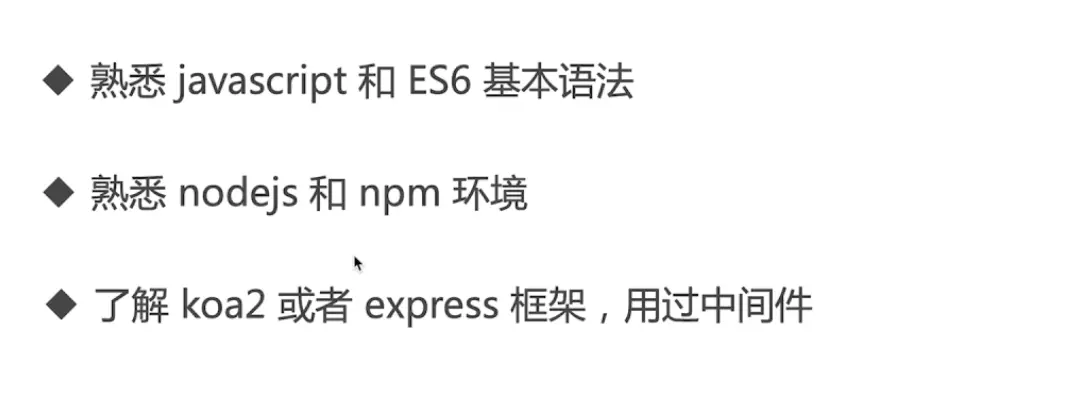 ◆ 熟悉 javascript 和 ES6 基本语法
◆ 熟悉 nodejs 和 npm 环境
◆ 了解 koa2 或者 express 框架，用过中间件